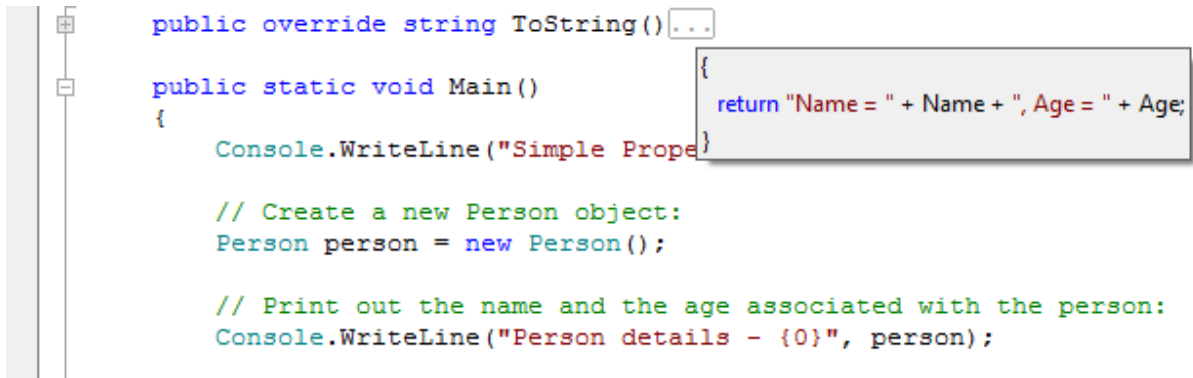 public override string ToString()...
{
return "Name = " + Name + ", Age = " + Age;
}
public static void Main()
{
Console.WriteLine("Simple Prope
// Create a new Person object:
Person person = new Person();
// Print out the name and the age associated with the person:
Console.WriteLine("Person details - {0}", person);